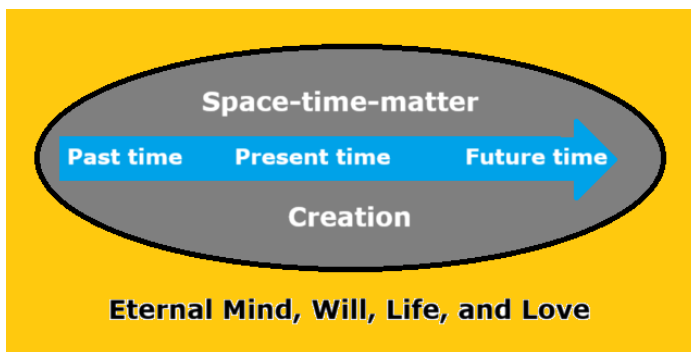 Space-time-matter
Past time Present time Future time
Creation
Eternal Mind, Will, Life, and Love